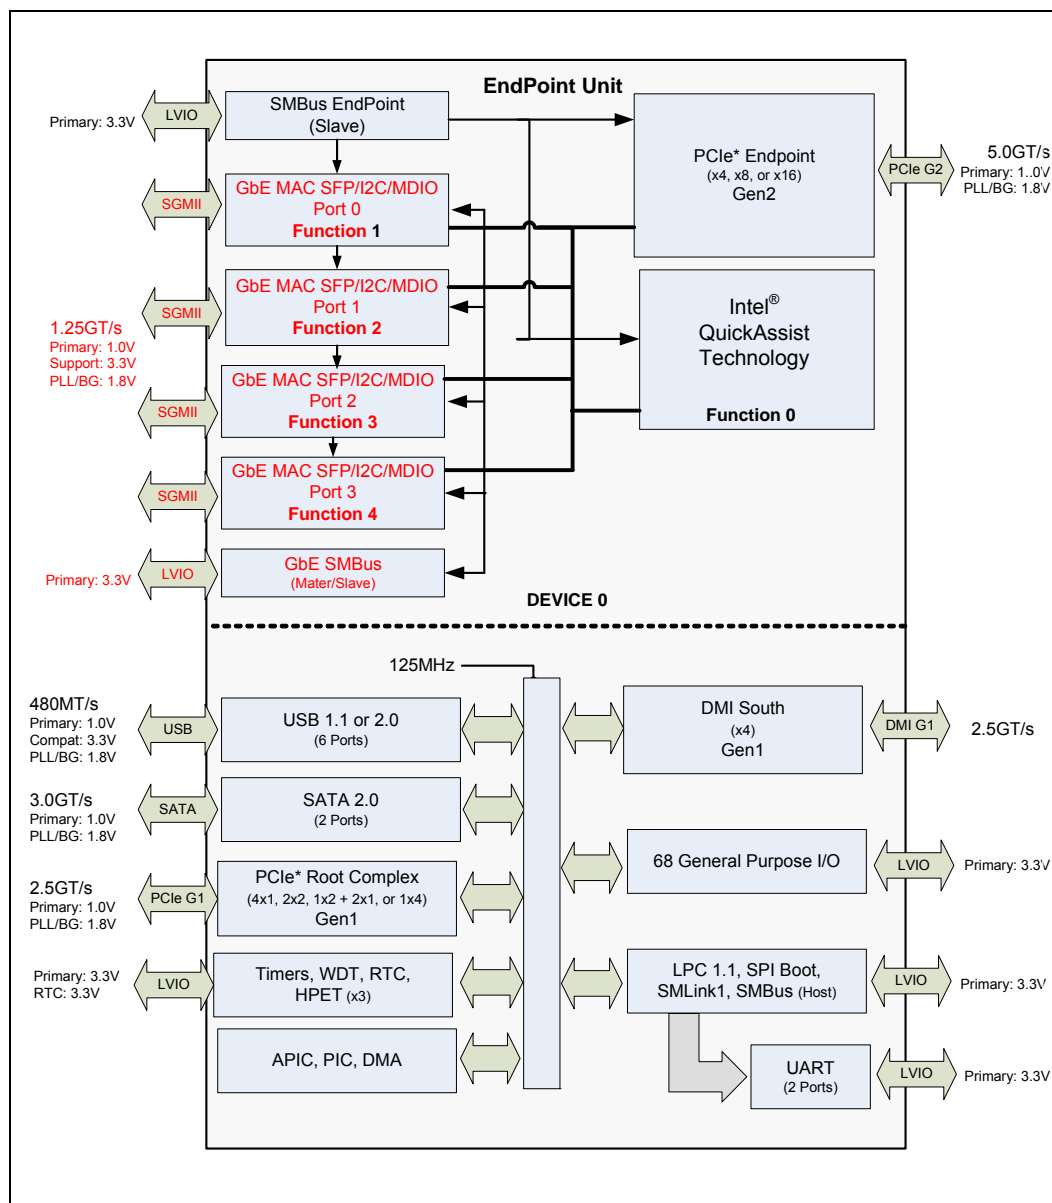 EndPoint Unit
Primary: 3.3V
LVIO
SMBus EndPoint
(Slave)
PCIe* Endpoint
(x4, x8, or x16)
Gen2
PCIe G2
5.0GT/s
Primary: 1..0V
PLL/BG: 1.8V
SGMII
GbE MAC SFP/I2C/MDIO
Port 0
Function 1
SGMII
GbE MAC SFP/I2C/MDIO
Port 1
Function 2
Intel®
QuickAssist
Technology
Function 0
1.25GT/s
Primary: 1.0V
Support: 3.3V
PLL/BG: 1.8V
SGMII
GbE MAC SFP/I2C/MDIO
Port 2
Function 3
SGMII
GbE MAC SFP/I2C/MDIO
Port 3
Function 4
Primary: 3.3V
LVIO
GbE SMBus
(Mater/Slave)
DEVICE 0
125MHz
480MT/s
Primary: 1.0V
Compat: 3.3V
PLL/BG: 1.8V
USB
USB 1.1 or 2.0
(6 Ports)
DMI South
(x4)
Gen1
DMI G1
2.5GT/s
3.0GT/s
Primary: 1.0V
PLL/BG: 1.8V
SATA
SATA 2.0
(2 Ports)
68 General Purpose I/O
LVIO
Primary: 3.3V
2.5GT/s
Primary: 1.0V
PLL/BG: 1.8V
PCIe G1
PCIe* Root Complex
(4x1, 2x2, 1x2 + 2x1, or 1x4)
Gen1
Primary: 3.3V
RTC: 3.3V
LVIO
Timers, WDT, RTC,
HPET (x3)
LPC 1.1, SPI Boot,
SMLink1, SMBus (Host)
LVIO
Primary: 3.3V
APIC, PIC, DMA
UART
(2 Ports)
LVIO
Primary: 3.3V